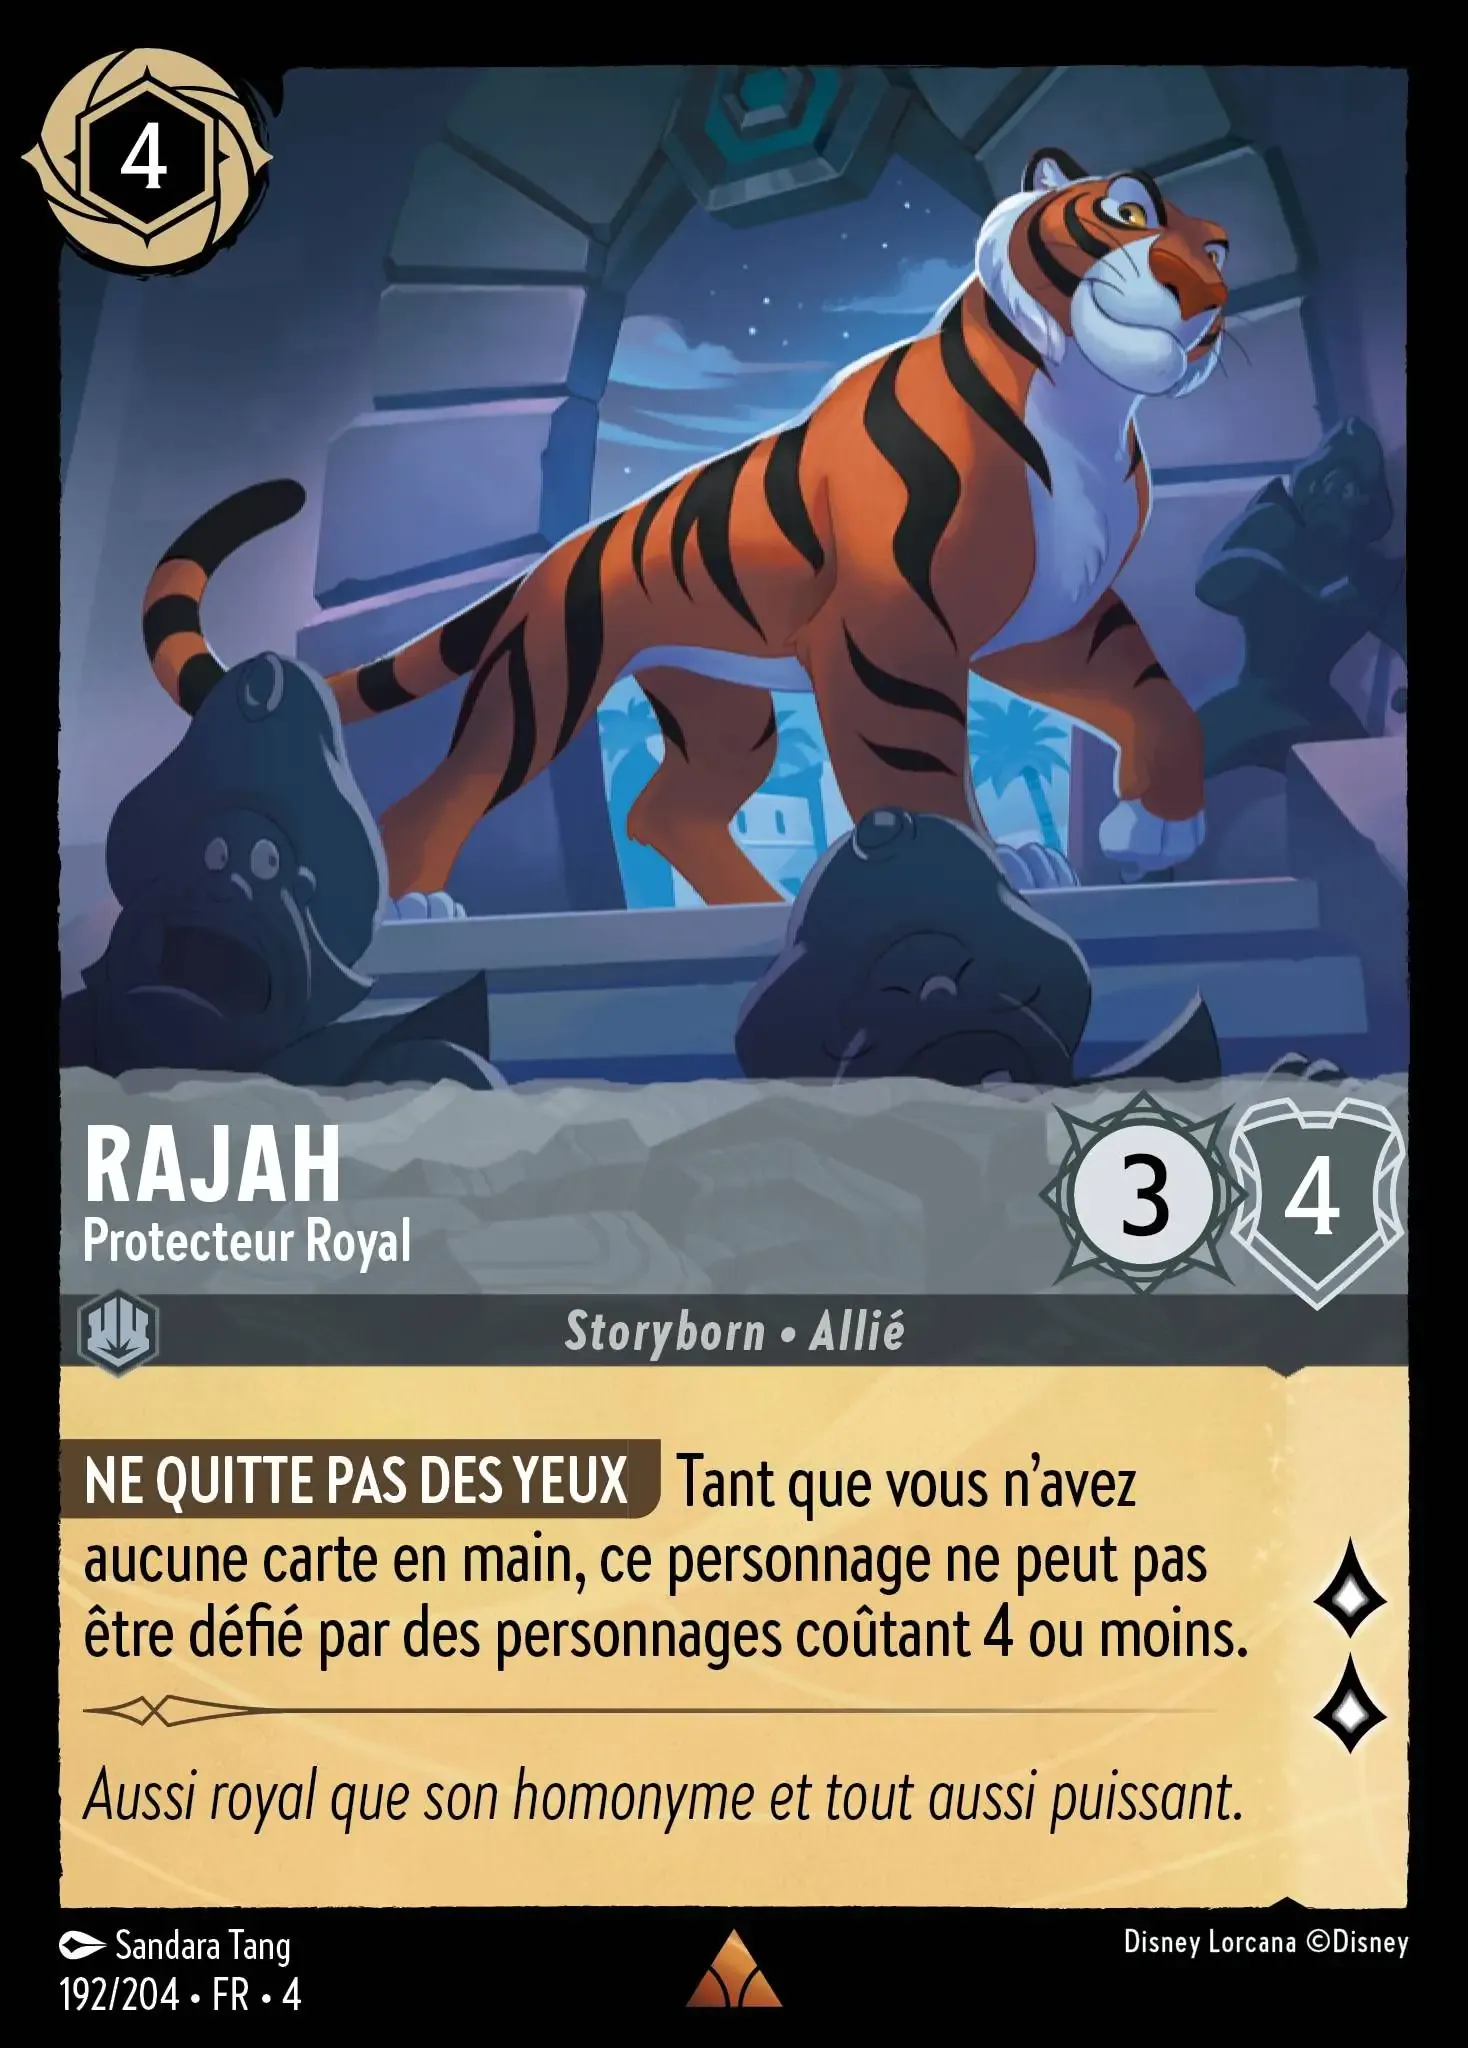 4
RAJAH
Protecteur Royal
3
4
Storyborn • Allié
NE QUITTE PAS DES YEUX Tant que vous n’avez
aucune carte en main, ce personnage ne peut pas
être défié par des personnages coûtant 4 ou moins.
Aussi royal que son homonyme et tout aussi puissant.
Sandara Tang
Disney Lorcana ©Disney
192/204 • FR • 4